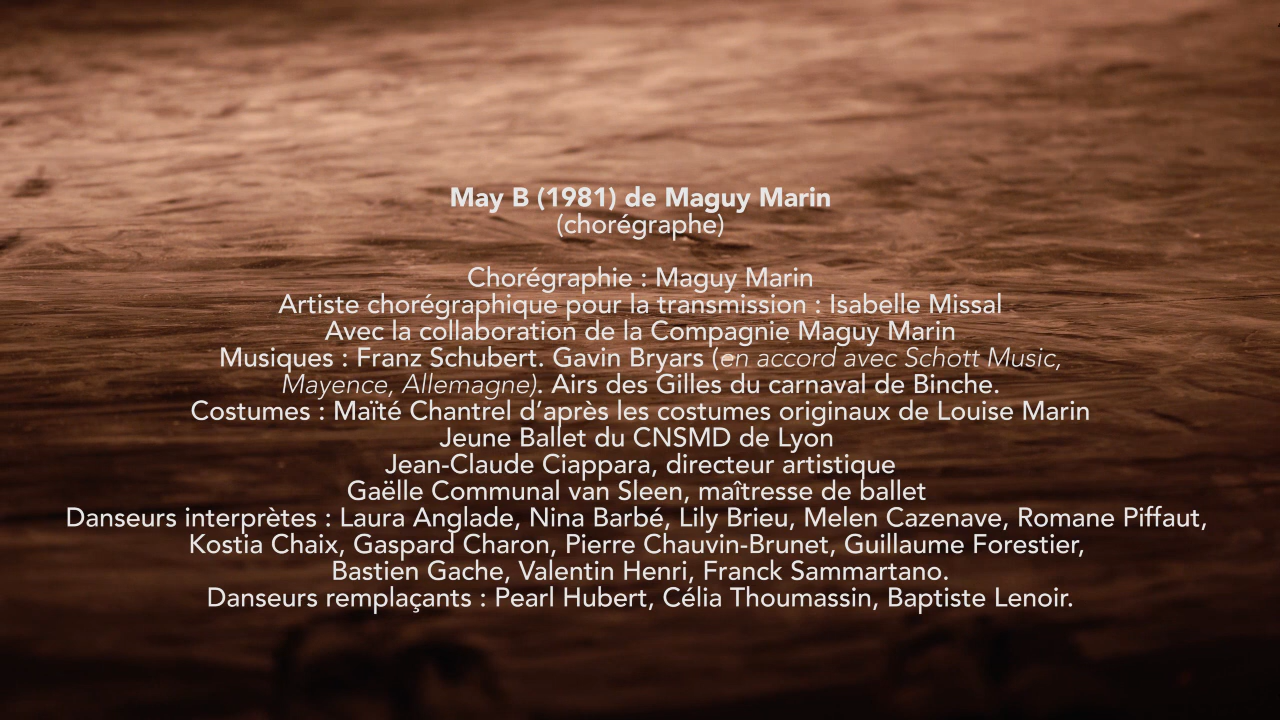 May B (1981) de Maguy Marin
(chorégraphe)
Chorégraphie : Maguy Marin
Artiste chorégraphique pour la transmission : Isabelle Missal
Avec la collaboration de la Compagnie Maguy Marin
Musiques : Franz Schubert. Gavin Bryars (en accord avec Schott Music,
Mayence, Allemagne). Airs des Gilles du carnaval de Binche.
Costumes : Maïté Chantrel d’après les costumes originaux de Louise Marin
Jeune Ballet du CNSMD de Lyon
Jean-Claude Ciappara, directeur artistique
Gaëlle Communal van Sleen, maîtresse de ballet
Danseurs interprètes : Laura Anglade, Nina Barbé, Lily Brieu, Melen Cazenave, Romane Piffaut,
Kostia Chaix, Gaspard Charon, Pierre Chauvin-Brunet, Guillaume Forestier,
Bastien Gache, Valentin Henri, Franck Sammartano.
Danseurs remplaçants : Pearl Hubert, Célia Thoumassin, Baptiste Lenoir.